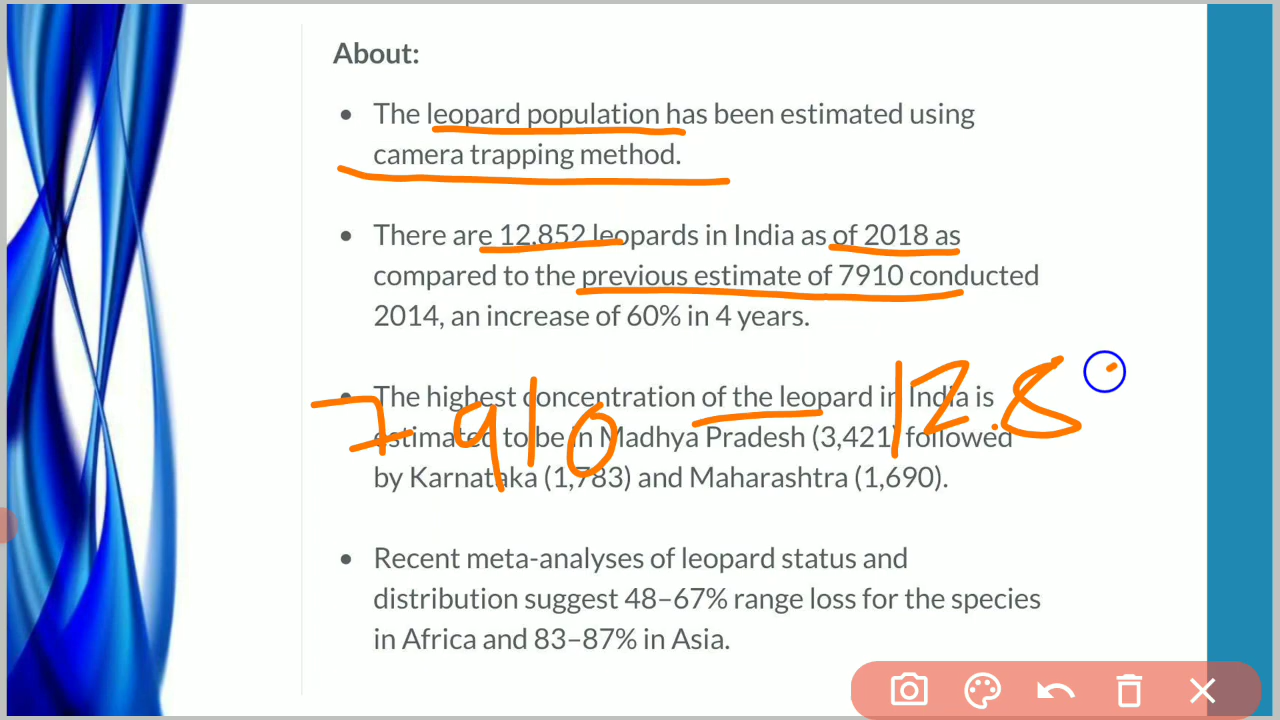 About:
• The leopard population has been estimated using
camera trapping method.
• There are 12,852 leopards in India as of 2018 as
compared to the previous estimate of 7910 conducted
2014, an increase of 60% in 4 years.
• The highest concentration of the leopard in India is
estimated to be in Madhya Pradesh (3,421) followed
by Karnataka (1,783) and Maharashtra (1,690).
7910 — 12.8
• Recent meta-analyses of leopard status and
distribution suggest 48–67% range loss for the species
in Africa and 83–87% in Asia.